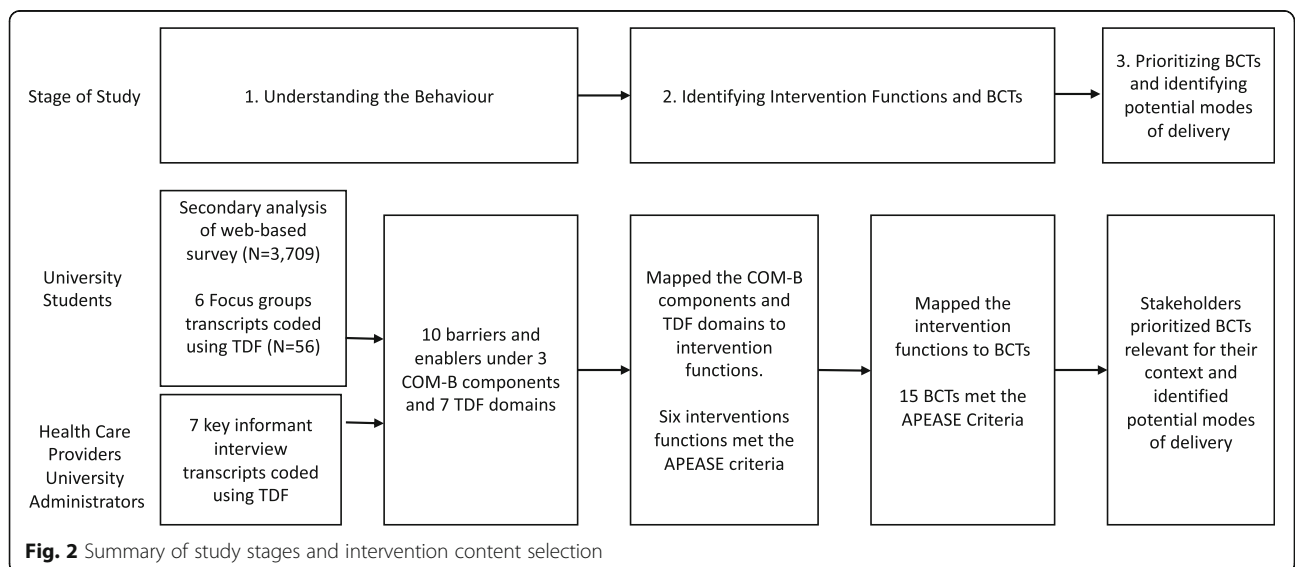 Stage of Study
1. Understanding the Behaviour
2. Identifying Intervention Functions and BCTs
3. Prioritizing BCTs
and identifying
potential modes
of delivery
University
Students
Secondary analysis
of web-based
survey (N=3,709)
6 Focus groups
transcripts coded
using TDF (N=56)
Health Care
Providers
University
Administrators
7 key informant
interview
transcripts coded
using TDF
10 barriers and
enablers under 3
COM-B components
and 7 TDF domains
Mapped the COM-B
components and
TDF domains to
intervention
functions.
Six interventions
functions met the
APEASE criteria
Mapped the
intervention
functions to BCTs
15 BCTs met the
APEASE Criteria
Stakeholders
prioritized BCTs
relevant for their
context and
identified
potential modes
of delivery
Fig. 2 Summary of study stages and intervention content selection